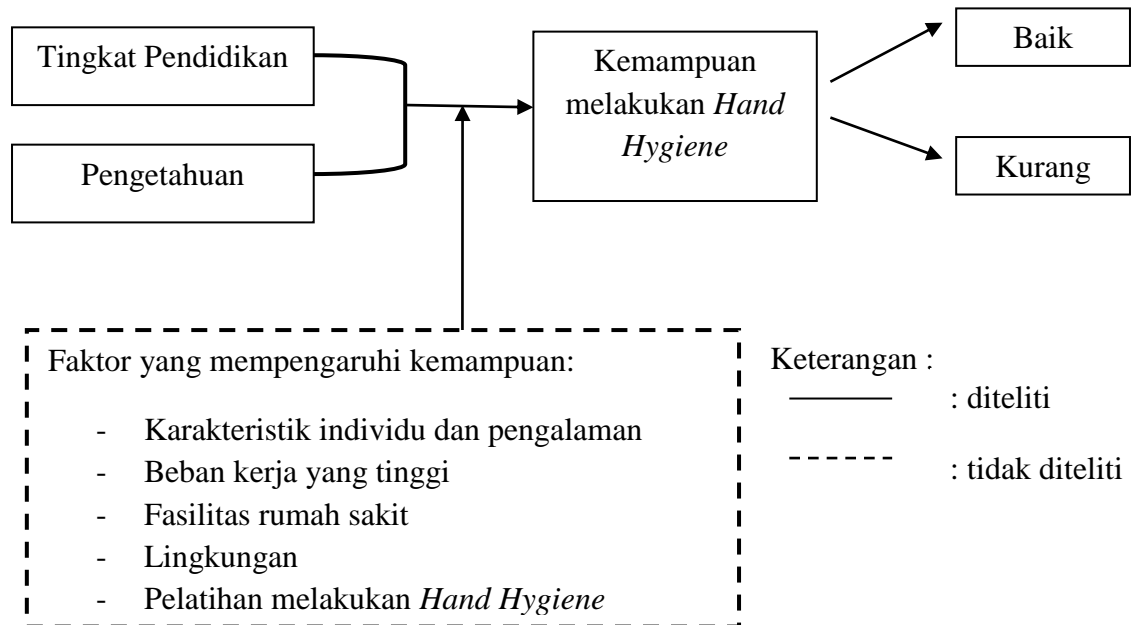 Tingkat Pendidikan
Pengetahuan
Kemampuan
melakukan Hand
Hygiene
Baik
Kurang
Faktor yang mempengaruhi kemampuan:
- Karakteristik individu dan pengalaman
- Beban kerja yang tinggi
- Fasilitas rumah sakit
- Lingkungan
- Pelatihan melakukan Hand Hygiene
Keterangan :
: diteliti
: tidak diteliti